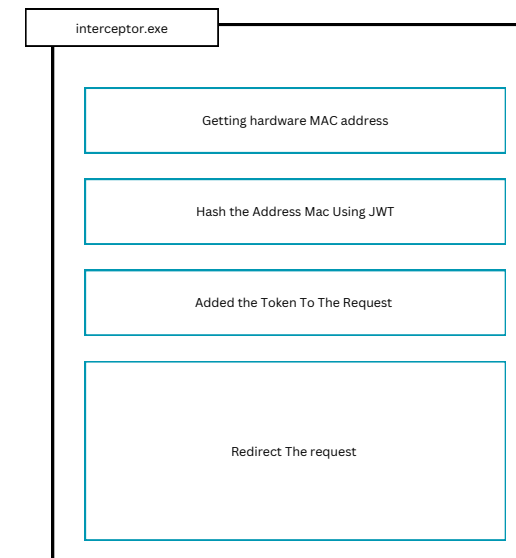 interceptor.exe
Getting hardware MAC address
Hash the Address Mac Using JWT
Added the Token To The Request
Redirect The request